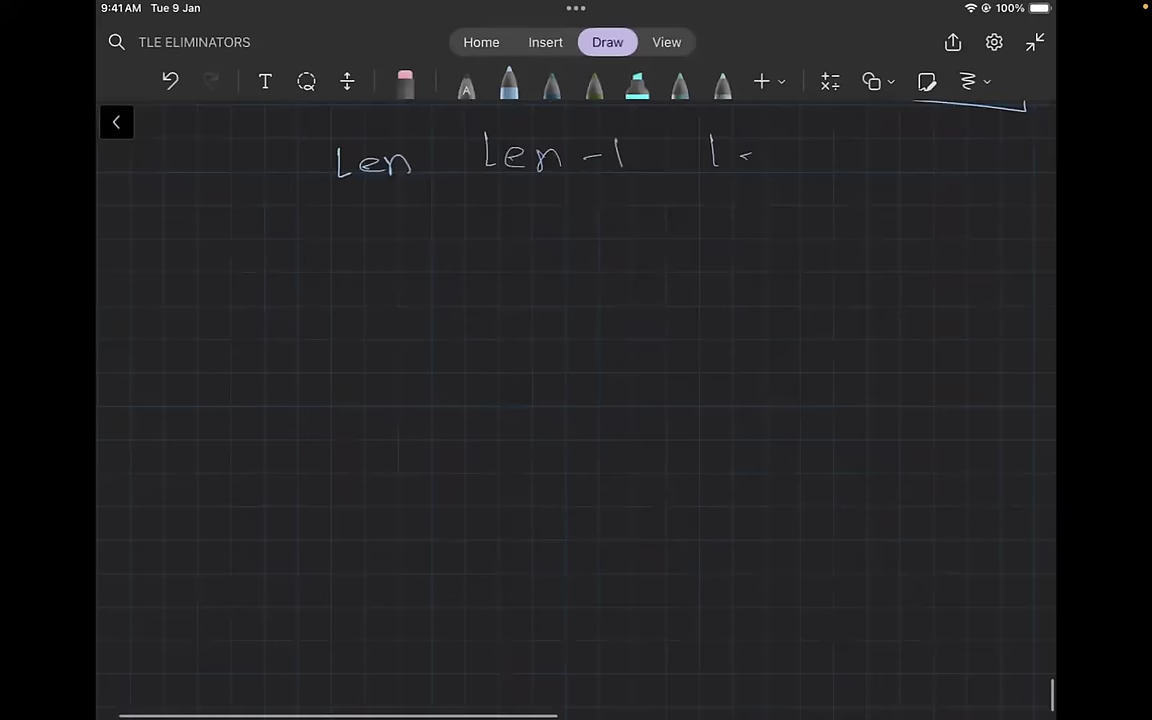 9:41 AM Tue 9 Jan
100%
TLE ELIMINATORS
Home Insert Draw View
T
A
Len Len -1